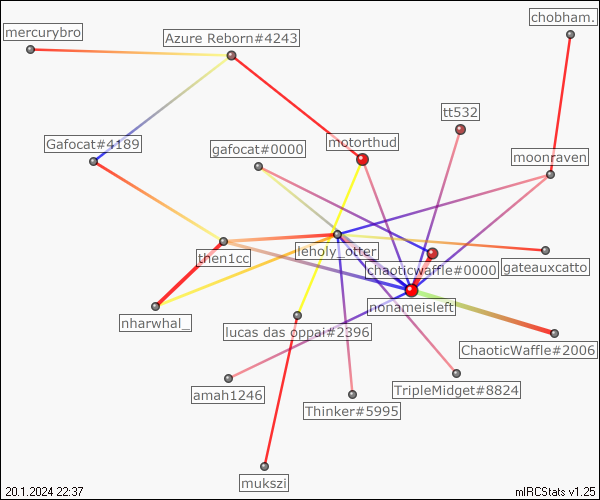 chobham.
mercurybro
Azure Reborn#4243
tt532
Gafocat#4189
gafocat#0000
motorthud
moonraven
leholy_otter
then1cc
chaoticwaffle#0000
gateauxcatto
nonameisleft
nharwhal_
lucas das oppai#2396
ChaoticWaffle#2006
amah1246
TripleMidget#8824
Thinker#5995
mukszi
20.1.2024 22:37
mIRCStats v1.25